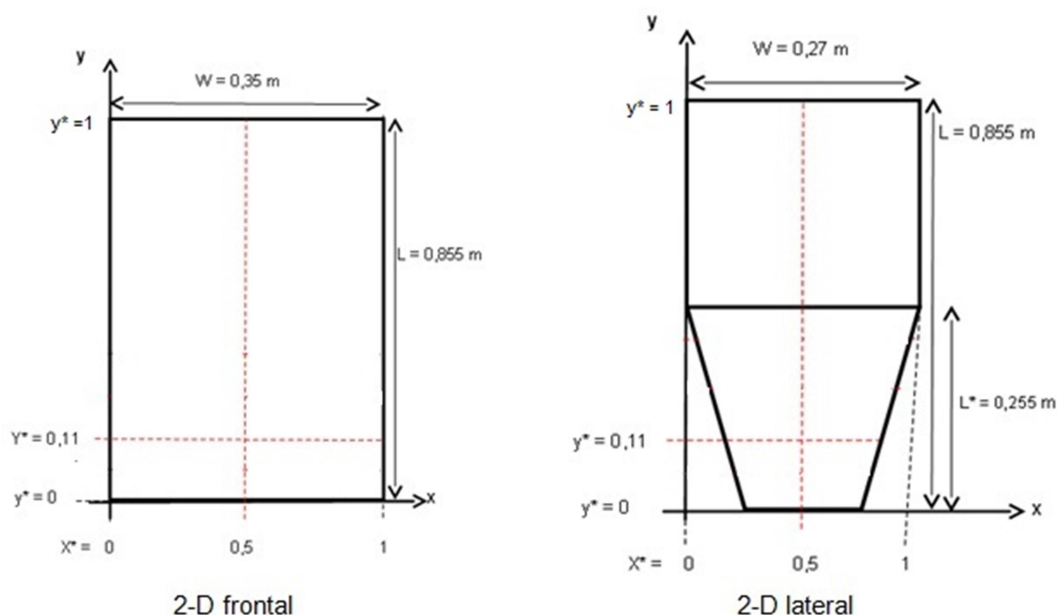 y
W = 0,35 m
y* =1
L = 0,855 m
Y* = 0,11
y* = 0
x
X* = 0 0,5 1
2-D frontal
y
W = 0,27 m
y* = 1
L = 0,855 m
L* = 0,255 m
y* = 0,11
y* = 0
x
X* = 0 0,5 1
2-D lateral